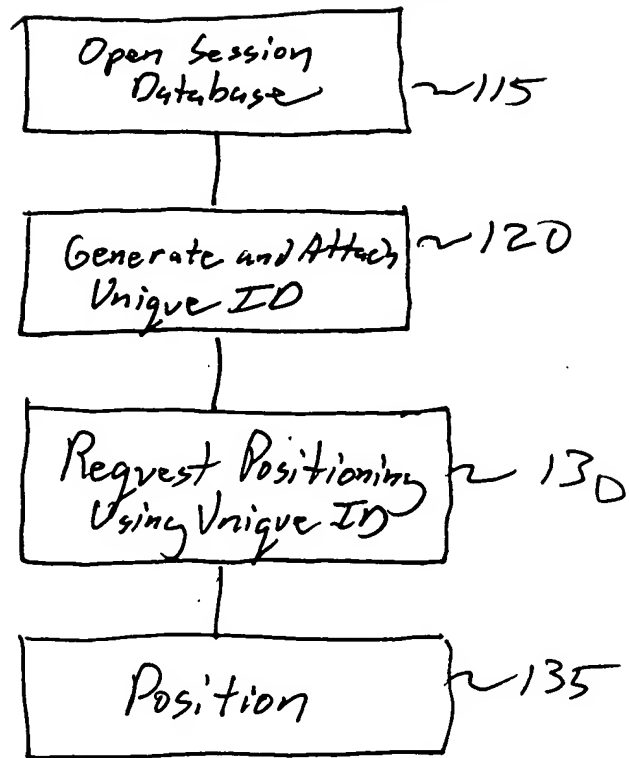 Open Session
Database
~115
Generate and Attach
Unique ID
~120
Request Positioning
Using Unique ID
~130
Position
~135